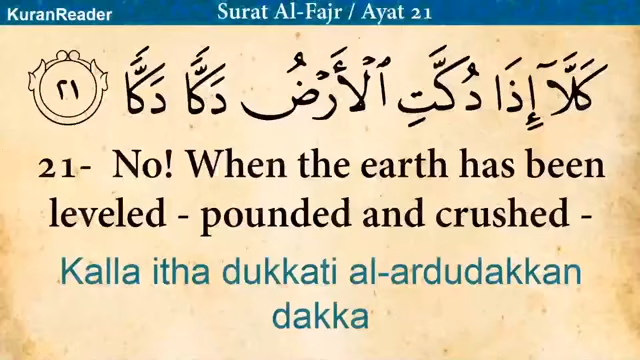 KuranReader
Surat Al-Fajr / Ayat 21
كَلَّآ إِذَا دُكَّتِ ٱلْأَرْضُ دَكًّا دَكًّا ٢١
21- No! When the earth has been
leveled - pounded and crushed -
Kalla itha dukkati al-ardudakkan
dakka